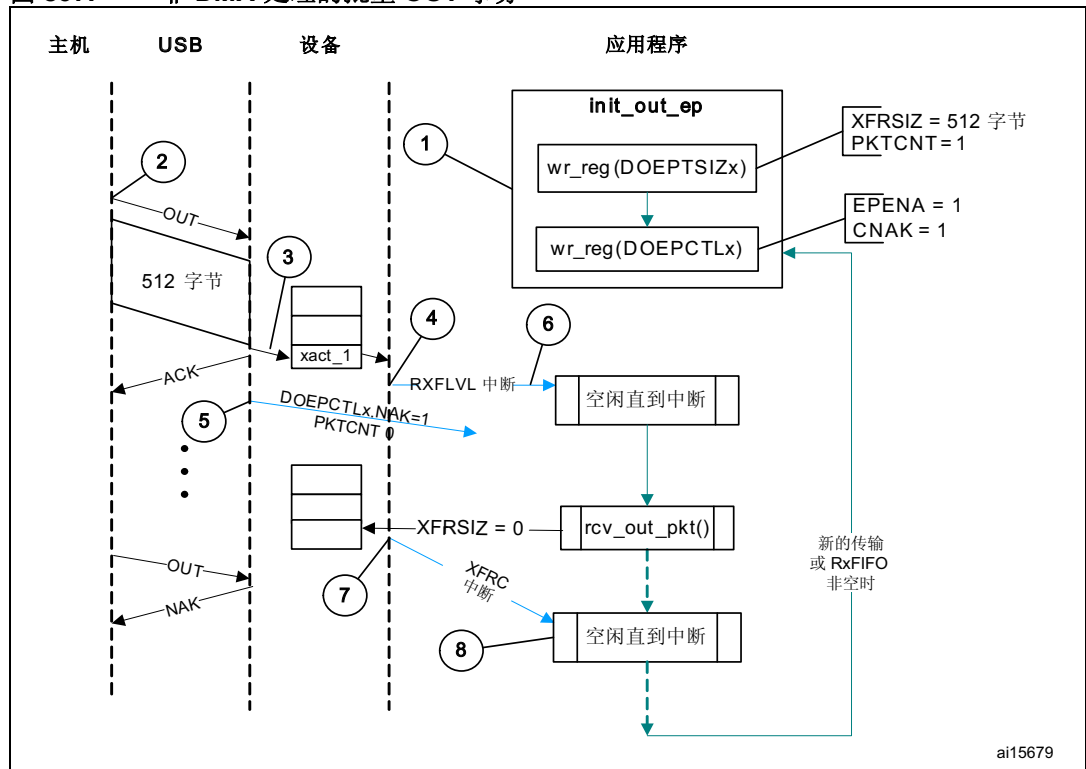 主机
USB
设备
应用程序
init_out_ep
1
wr_reg(DOEPTSIZx)
XFRSIZ = 512 字节
PKTCNT = 1
wr_reg(DOEPCTLx)
EPENA = 1
CNAK = 1
2
OUT
512 字节
3
xact_1
4
ACK
RXFLVL 中断
6
空闲直到中断
5
DOEPCTLx.NAK=1
PKTCNT 0
XFRSIZ = 0
rcv_out_pkt()
新的传输
或 RxFIFO
非空时
OUT
NAK
7
XFRC
中断
8
空闲直到中断
ai15679